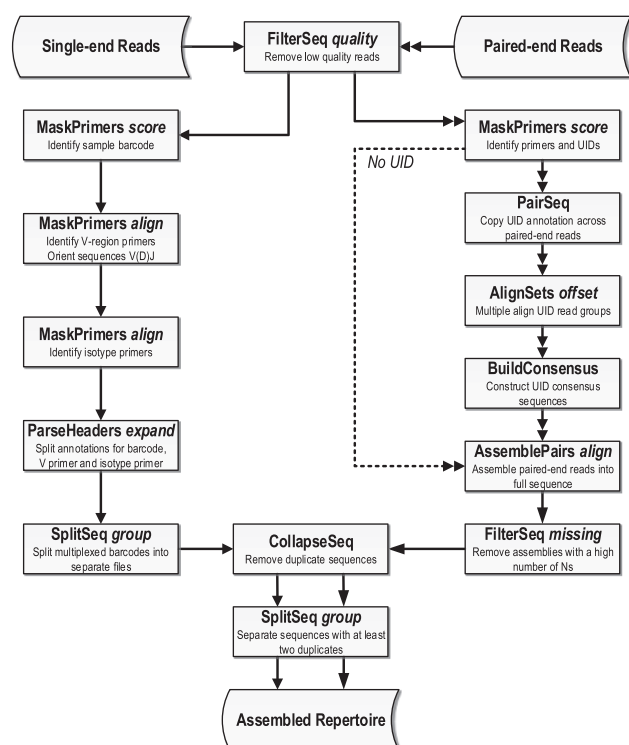 Single-end Reads
FilterSeq quality
Remove low quality reads
Paired-end Reads
MaskPrimers score
Identify sample barcode
MaskPrimers score
Identify primers and UIDs
No UID
MaskPrimers align
Identify V-region primers
Orient sequences V(D)J
PairSeq
Copy UID annotation across
paired-end reads
AlignSets offset
Multiple align UID read groups
MaskPrimers align
Identify isotype primers
BuildConsensus
Construct UID consensus
sequences
ParseHeaders expand
Split annotations for barcode,
V primer and isotype primer
AssemblePairs align
Assemble paired-end reads into
full sequence
SplitSeq group
Split multiplexed barcodes into
separate files
CollapseSeq
Remove duplicate sequences
FilterSeq missing
Remove assemblies with a high
number of Ns
SplitSeq group
Separate sequences with at least
two duplicates
Assembled Repertoire